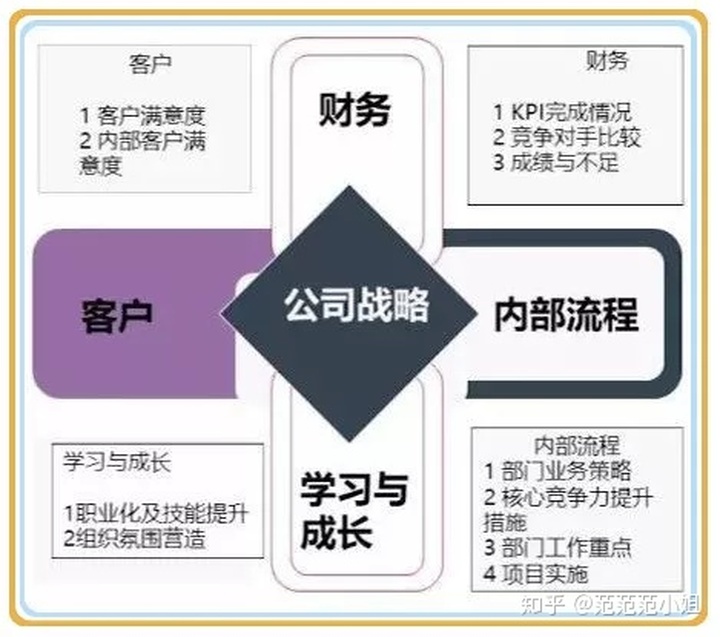 客户
1 客户满意度
2 内部客户满
意度
财务
财务
1 KPI完成情况
2 竞争对手比较
3 成绩与不足
客户
公司战略
内部流程
学习与成长
1职业化及技能提升
2组织氛围营造
学习与
成长
内部流程
1 部门业务策略
2 核心竞争力提升
措施
3 部门工作重点
4 项目实施
知乎 @范范范小姐